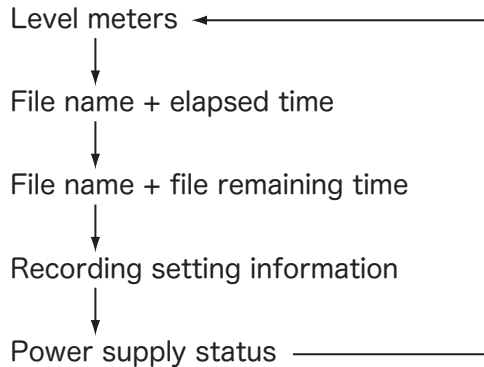 Level meters
File name + elapsed time
File name + file remaining time
Recording setting information
Power supply status